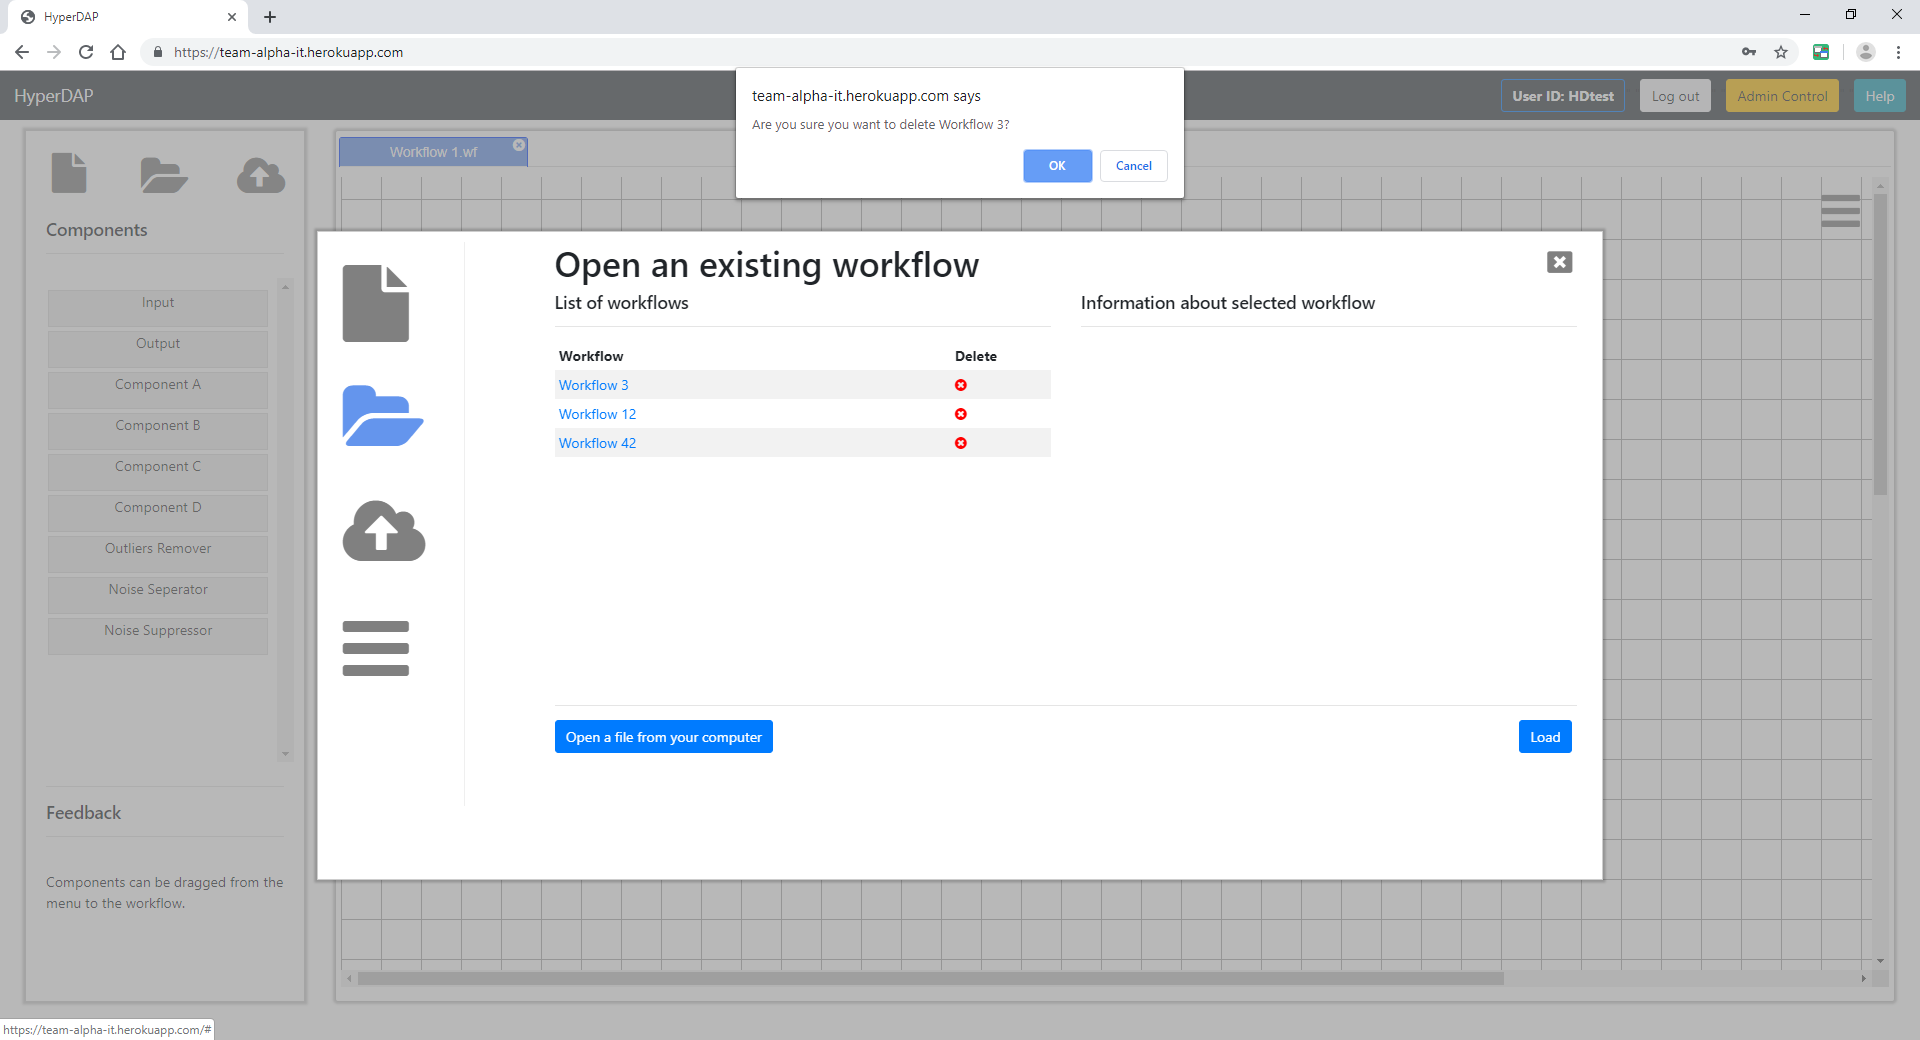 HyperDAP
https://team-alpha-it.herokuapp.com
HyperDAP
User ID: HDtest
Log out
Admin Control
Help
team-alpha-it.herokuapp.com says
Are you sure you want to delete Workflow 3?
OK
Cancel
Workflow 1.wf
Components
Input
Output
Component A
Component B
Component C
Component D
Outliers Remover
Noise Seperator
Noise Suppressor
Feedback
Components can be dragged from the
menu to the workflow.
Open an existing workflow
List of workflows
Information about selected workflow
Workflow
Delete
Workflow 3
Workflow 12
Workflow 42
Open a file from your computer
Load
https://team-alpha-it.herokuapp.com/#